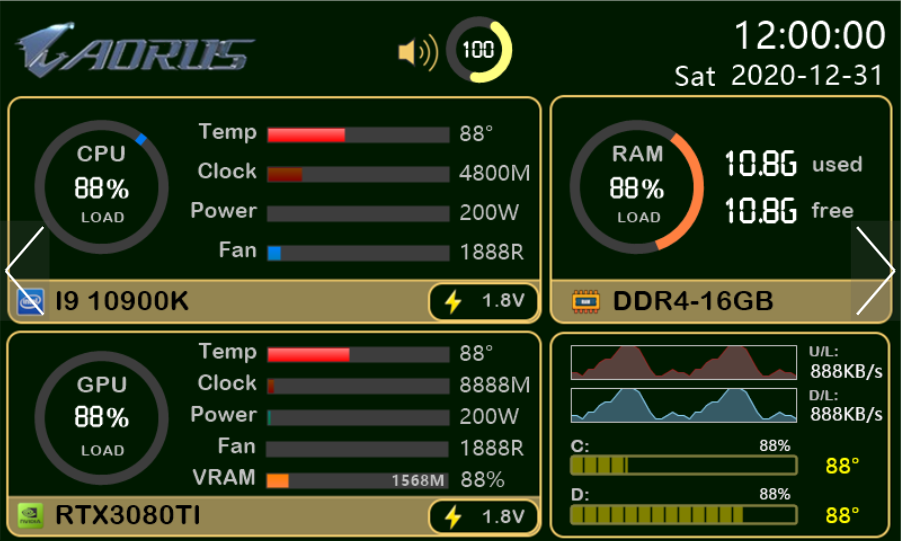 AORUS
100
12:00:00
Sat 2020-12-31
CPU
88%
LOAD
Temp 88°
Clock 4800M
Power 200W
Fan 1888R
I9 10900K
1.8V
RAM
88%
LOAD
10.8G used
10.8G free
DDR4-16GB
GPU
88%
LOAD
Temp 88°
Clock 8888M
Power 200W
Fan 1888R
VRAM 1568M 88%
RTX3080TI
1.8V
U/L:
888KB/s
D/L:
888KB/s
C: 88%
88°
D: 88%
88°